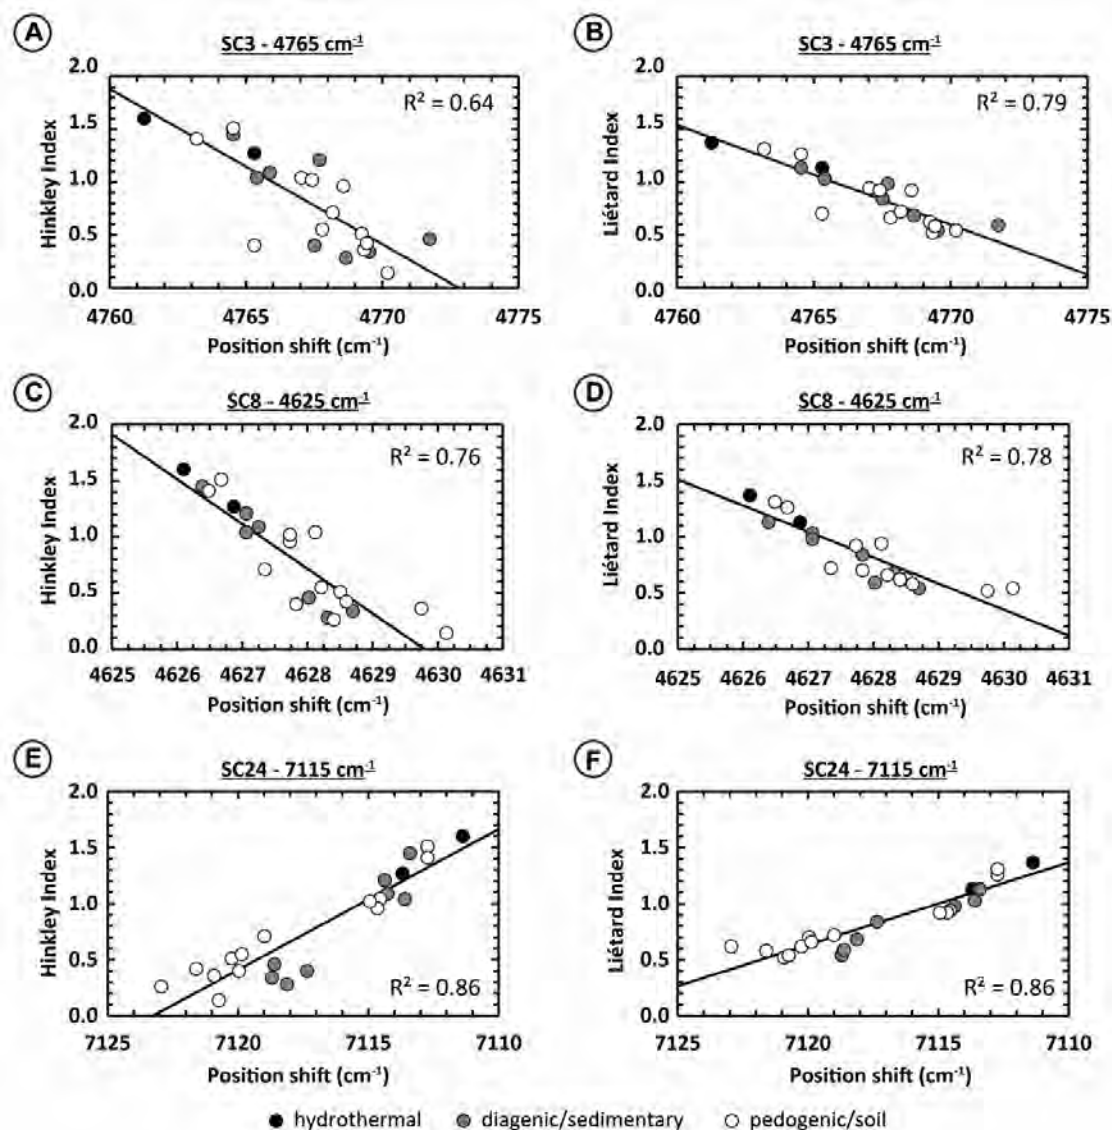 A
SC3 - 4765 cm⁻¹
2.0
1.5
1.0
0.5
0.0
Hinkley Index
R² = 0.64
4760 4765 4770 4775
Position shift (cm⁻¹)
B
SC3 - 4765 cm⁻¹
2.0
1.5
1.0
0.5
0.0
Liétard Index
R² = 0.79
4760 4765 4770 4775
Position shift (cm⁻¹)
C
SC8 - 4625 cm⁻¹
2.0
1.5
1.0
0.5
0.0
Hinkley Index
R² = 0.76
4625 4626 4627 4628 4629 4630 4631
Position shift (cm⁻¹)
D
SC8 - 4625 cm⁻¹
2.0
1.5
1.0
0.5
0.0
Liétard Index
R² = 0.78
4625 4626 4627 4628 4629 4630 4631
Position shift (cm⁻¹)
E
SC24 - 7115 cm⁻¹
2.0
1.5
1.0
0.5
0.0
Hinkley Index
R² = 0.86
7125 7120 7115 7110
Position shift (cm⁻¹)
F
SC24 - 7115 cm⁻¹
2.0
1.5
1.0
0.5
0.0
Liétard Index
R² = 0.86
7125 7120 7115 7110
Position shift (cm⁻¹)
hydrothermal diagenic/sedimentary pedogenic/soil